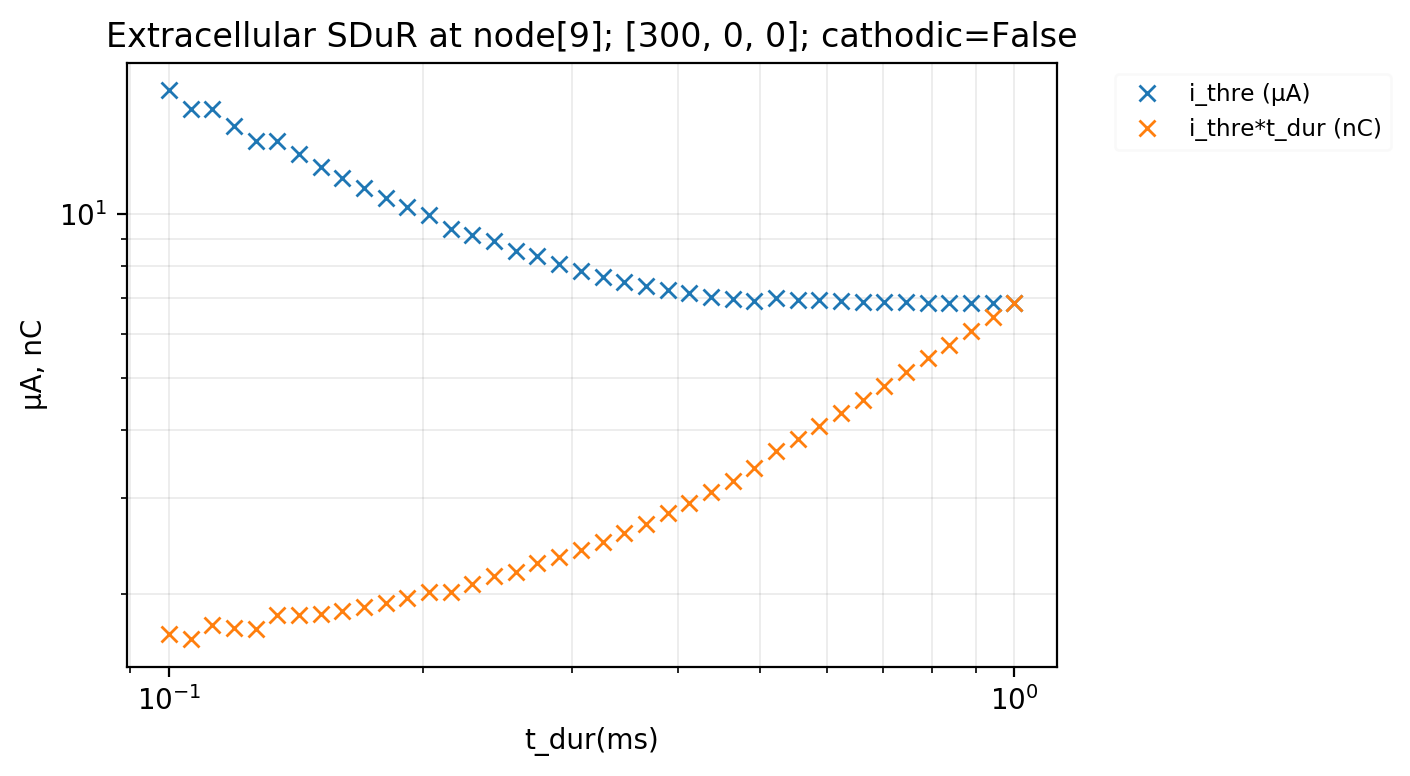 Extracellular SDuR at node[9]; [300, 0, 0]; cathodic=False
i_thre (μA)
i_thre*t_dur (nC)
10¹
μA, nC
10⁻¹
10⁰
t_dur(ms)